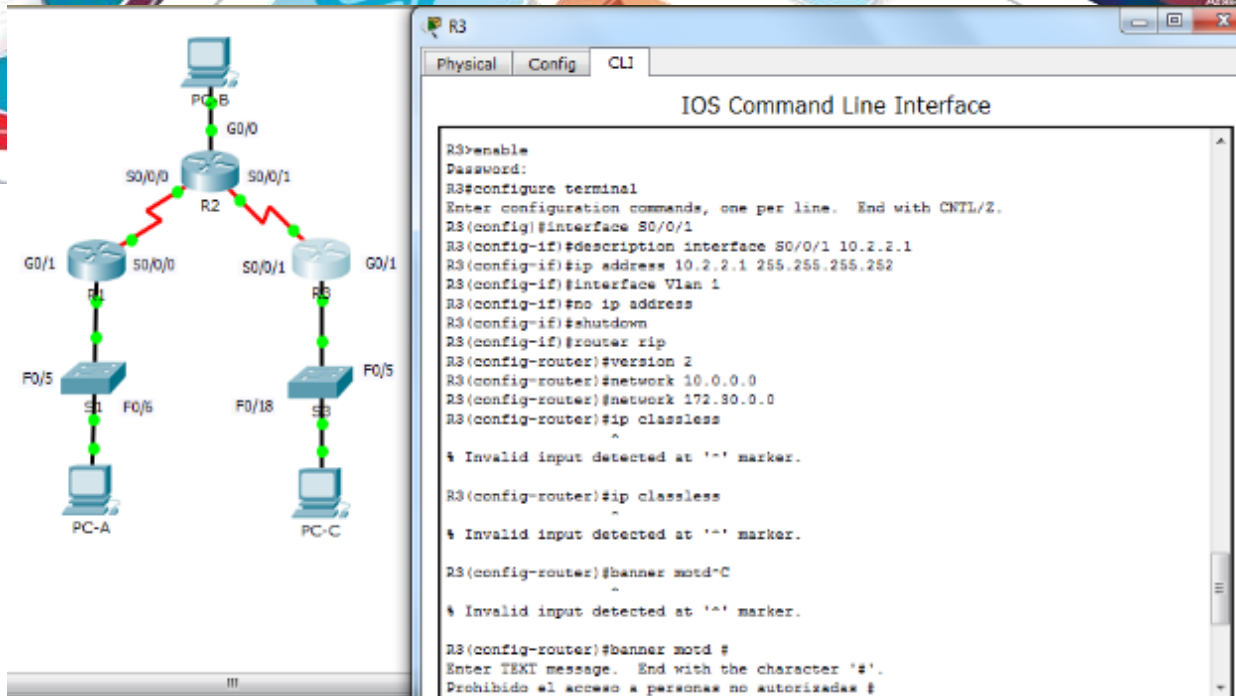 PC-B
G0/0
S0/0/0
S0/0/1
R2
G0/1
S0/0/0
S0/0/1
G0/1
R1
R3
F0/5
F0/5
S1
F0/6
F0/18
S3
PC-A
PC-C
R3
Physical
Config
CLI
IOS Command Line Interface
R3>enable
Password:
R3#configure terminal
Enter configuration commands, one per line. End with CNTL/Z.
R3(config)#interface S0/0/1
R3(config-if)#description interface S0/0/1 10.2.2.1
R3(config-if)#ip address 10.2.2.1 255.255.255.252
R3(config-if)#interface Vlan 1
R3(config-if)#no ip address
R3(config-if)#shutdown
R3(config-if)#router rip
R3(config-router)#version 2
R3(config-router)#network 10.0.0.0
R3(config-router)#network 172.30.0.0
R3(config-router)#ip classless
^
% Invalid input detected at '^' marker.
R3(config-router)#ip classless
^
% Invalid input detected at '^' marker.
R3(config-router)#banner motd^C
^
% Invalid input detected at '^' marker.
R3(config-router)#banner motd #
Enter TEXT message. End with the character '#'.
Prohibido el acceso a personas no autorizadas #